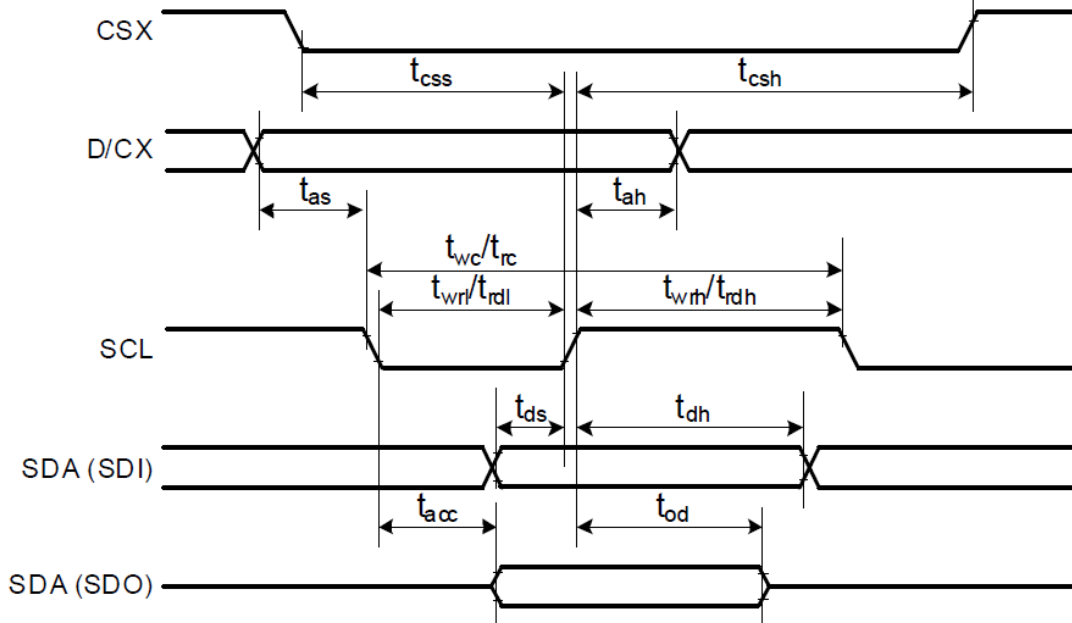 CSX
tcss tcsh
D/CX
tas tah
twc/trc
twrl/trdl twrh/trdh
SCL
tds tdh
SDA (SDI)
tacc tod
SDA (SDO)